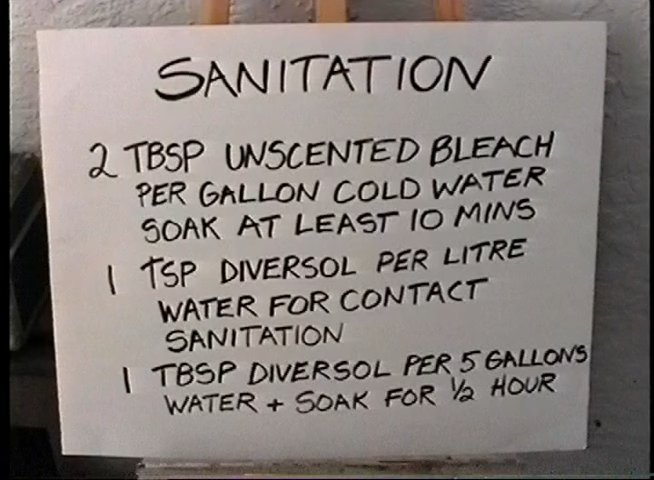 SANITATION
2 TBSP UNSCENTED BLEACH
PER GALLON COLD WATER
SOAK AT LEAST 10 MINS
1 TSP DIVERSOL PER LITRE
WATER FOR CONTACT
SANITATION
1 TBSP DIVERSOL PER 5 GALLONS
WATER + SOAK FOR ½ HOUR